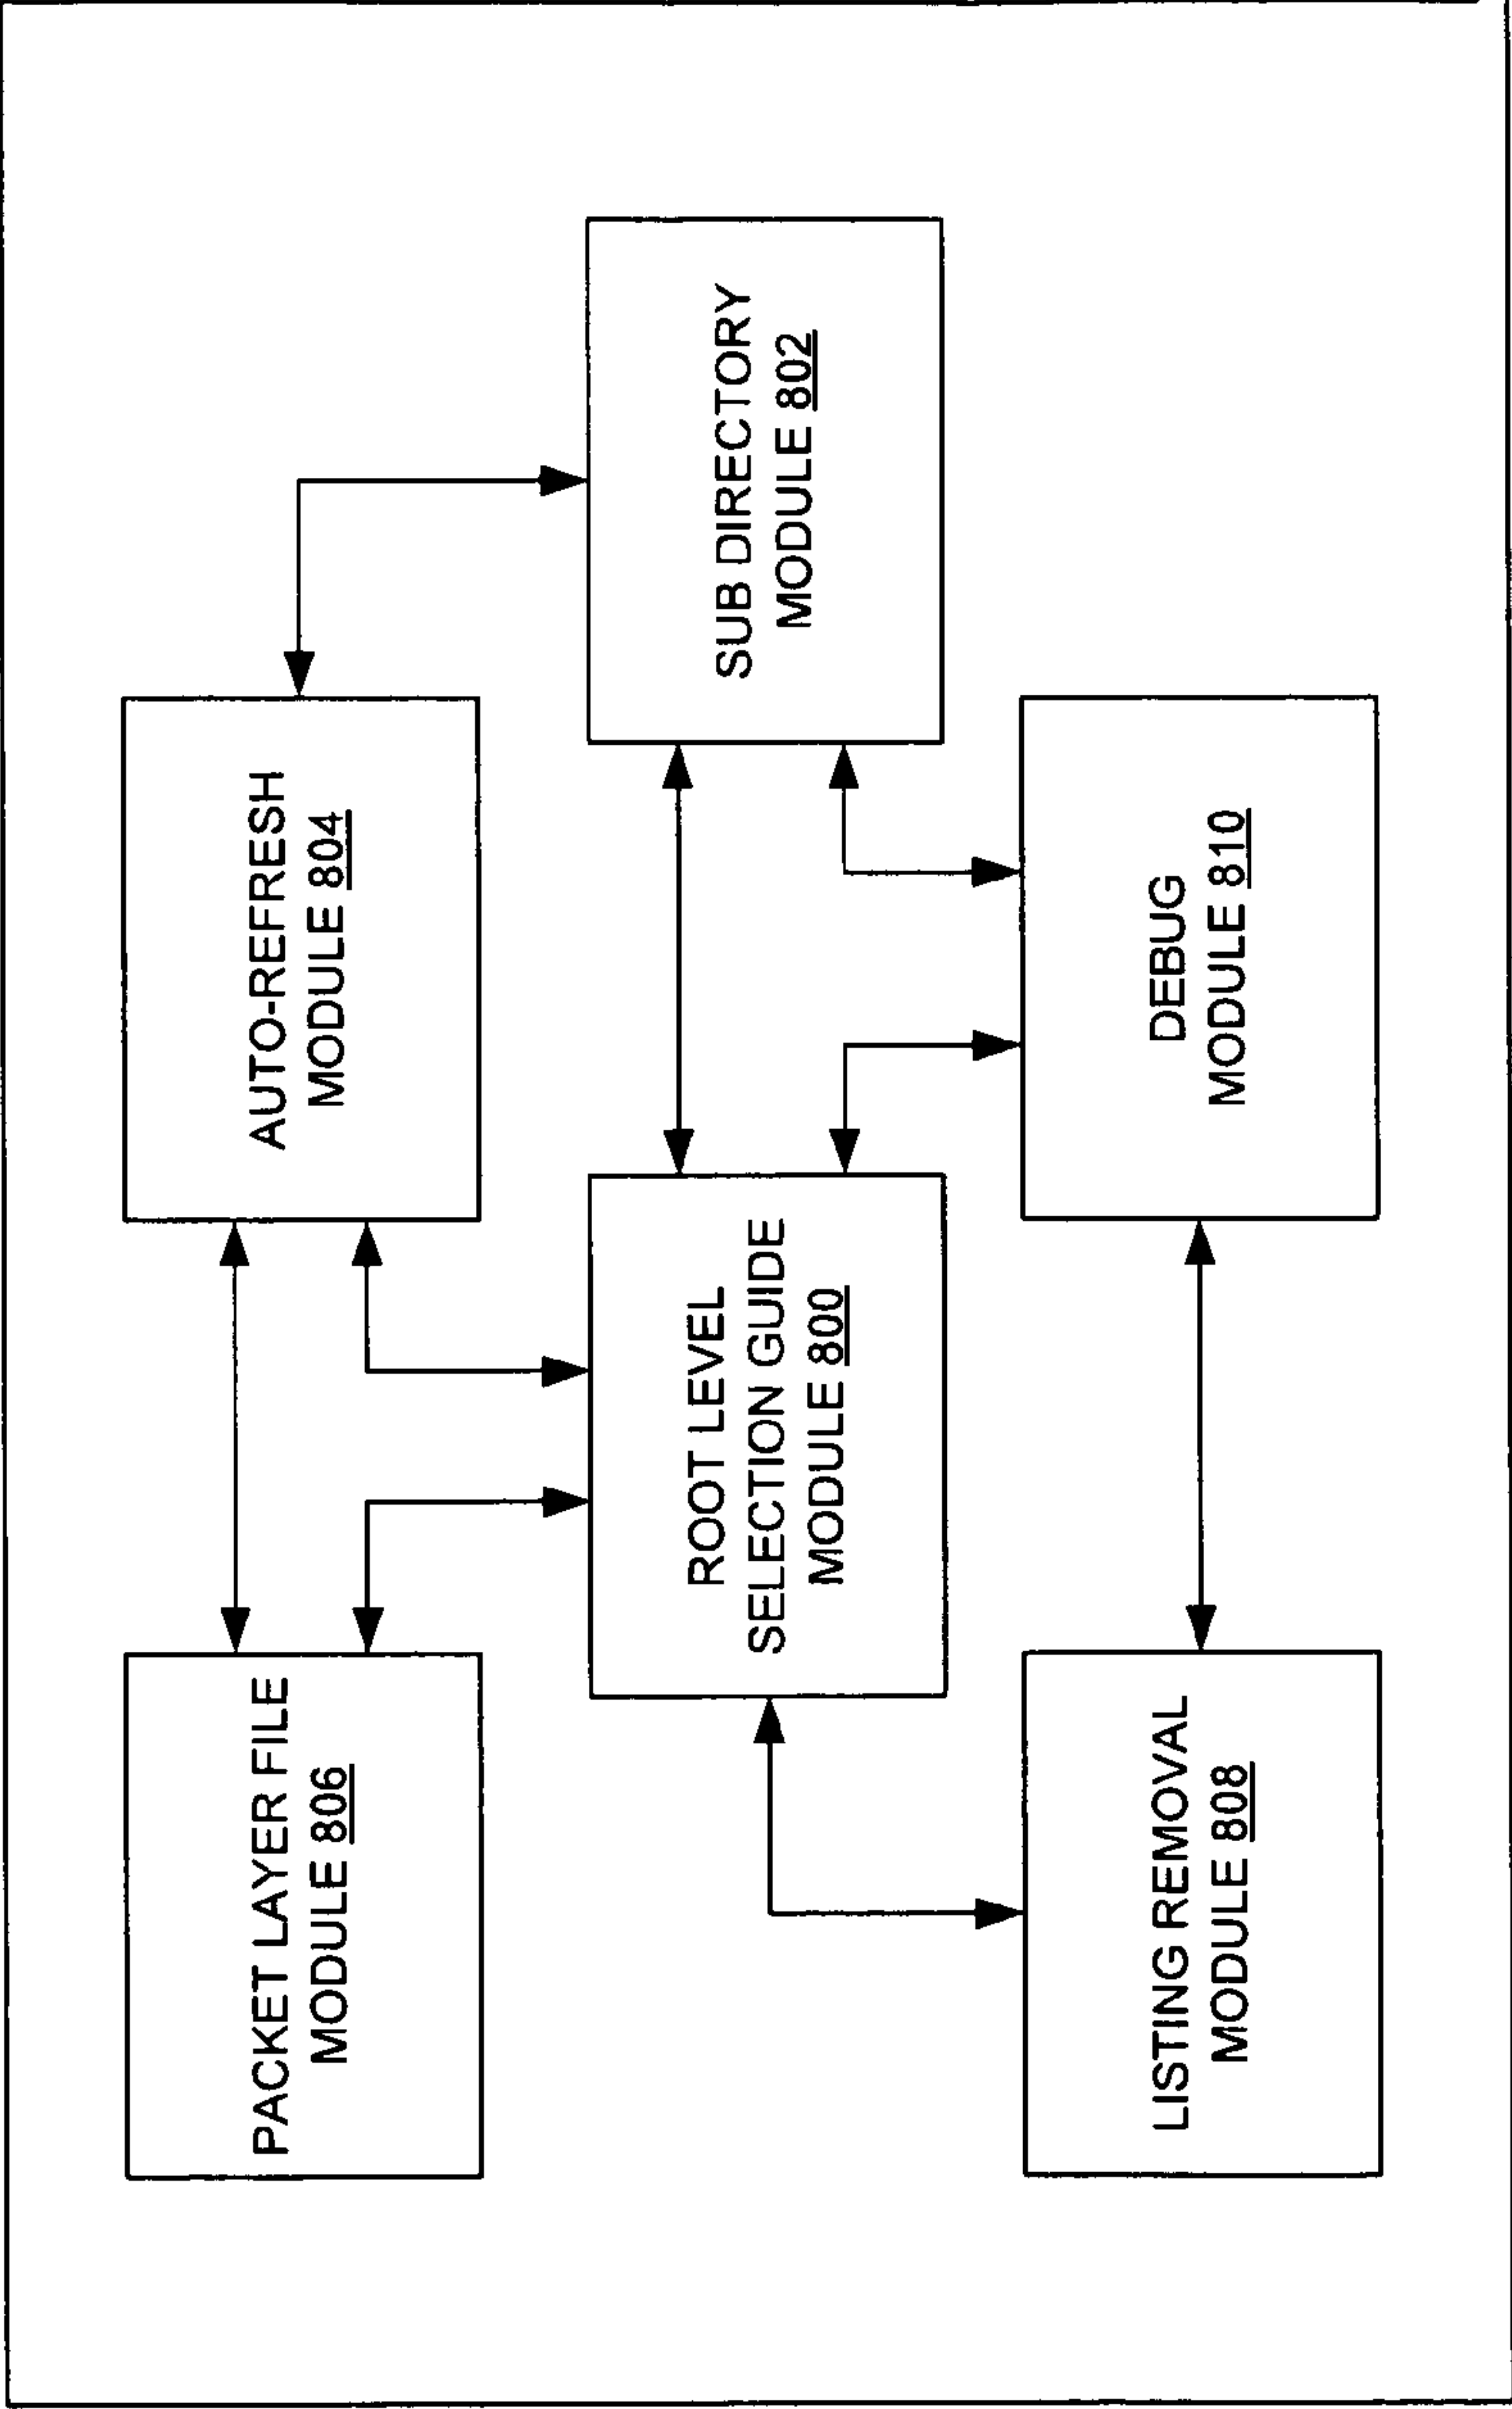 PACKET LAYER FILE
MODULE 806
AUTO-REFRESH
MODULE 804
ROOT LEVEL
SELECTION GUIDE
MODULE 800
SUB DIRECTORY
MODULE 802
LISTING REMOVAL
MODULE 808
DEBUG
MODULE 810